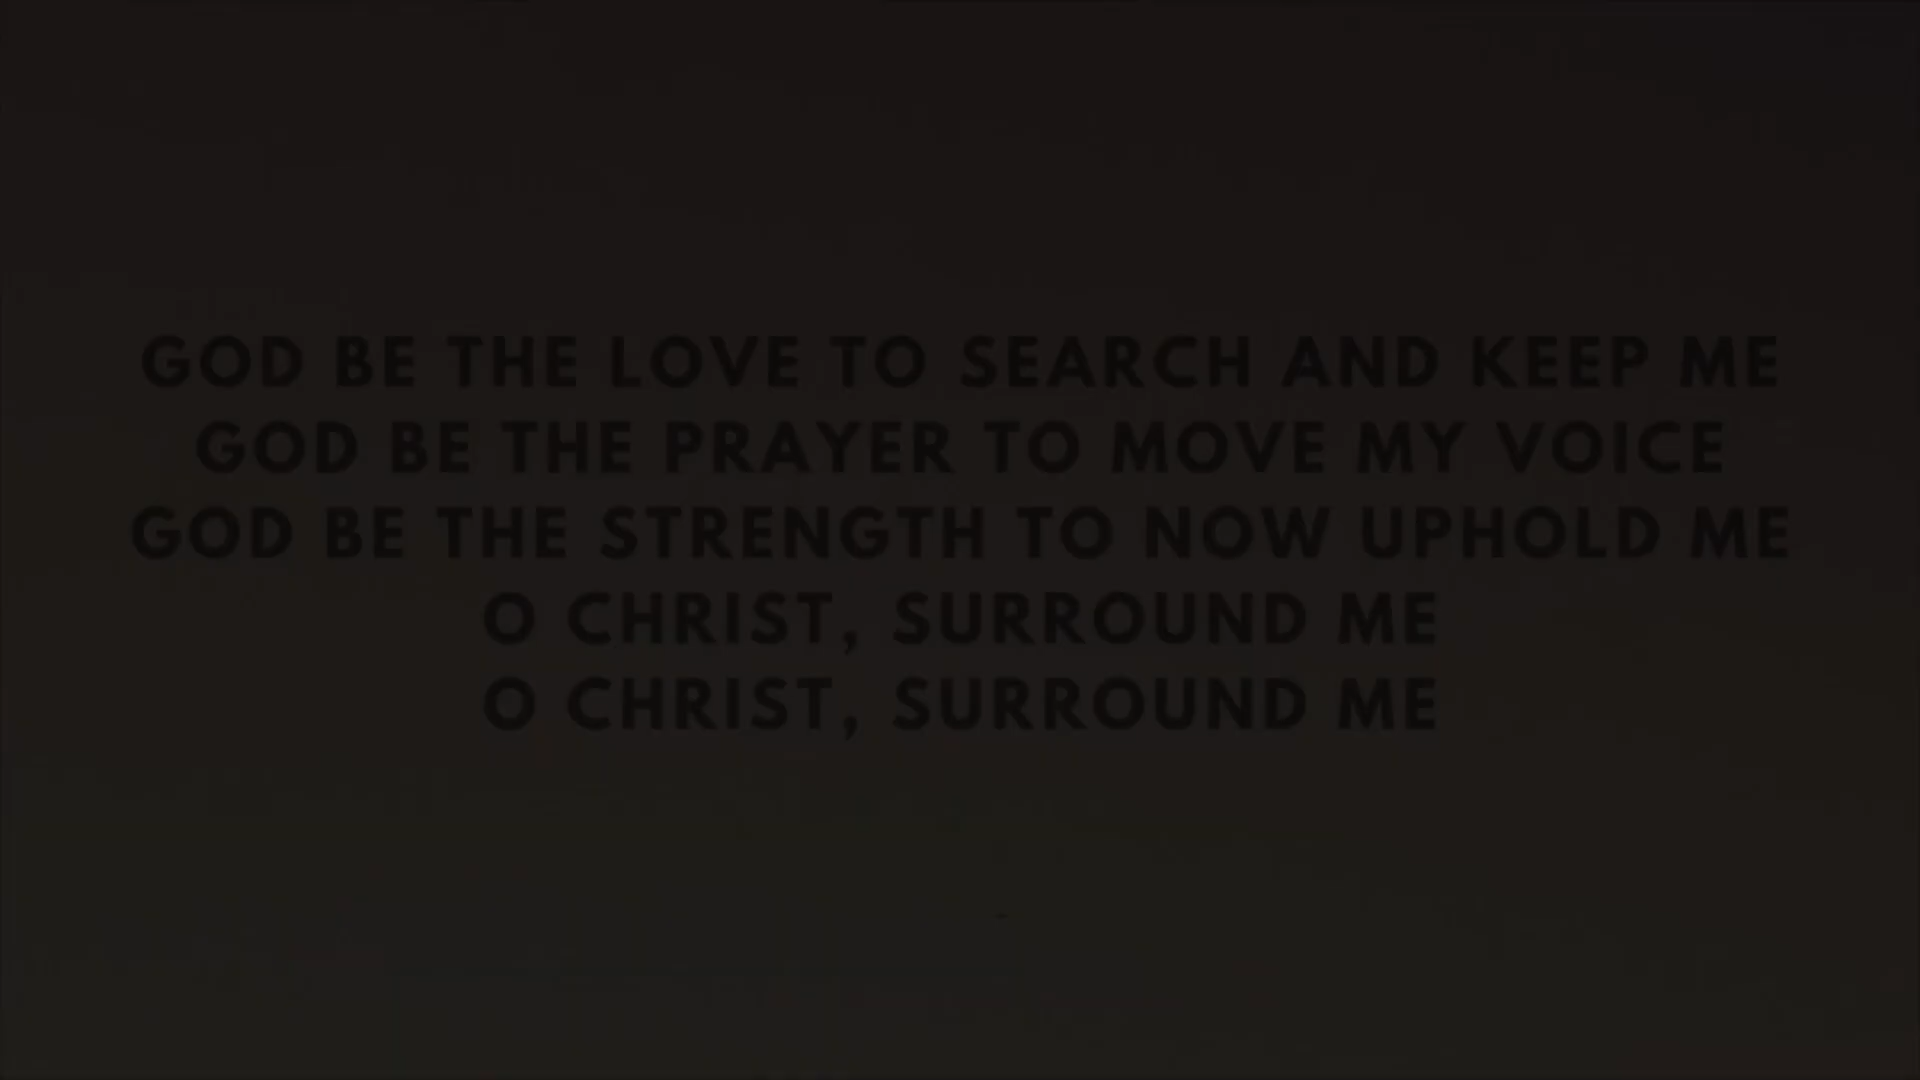 GOD BE THE LOVE TO SEARCH AND KEEP ME
GOD BE THE PRAYER TO MOVE MY VOICE
GOD BE THE STRENGTH TO NOW UPHOLD ME
O CHRIST, SURROUND ME
O CHRIST, SURROUND ME